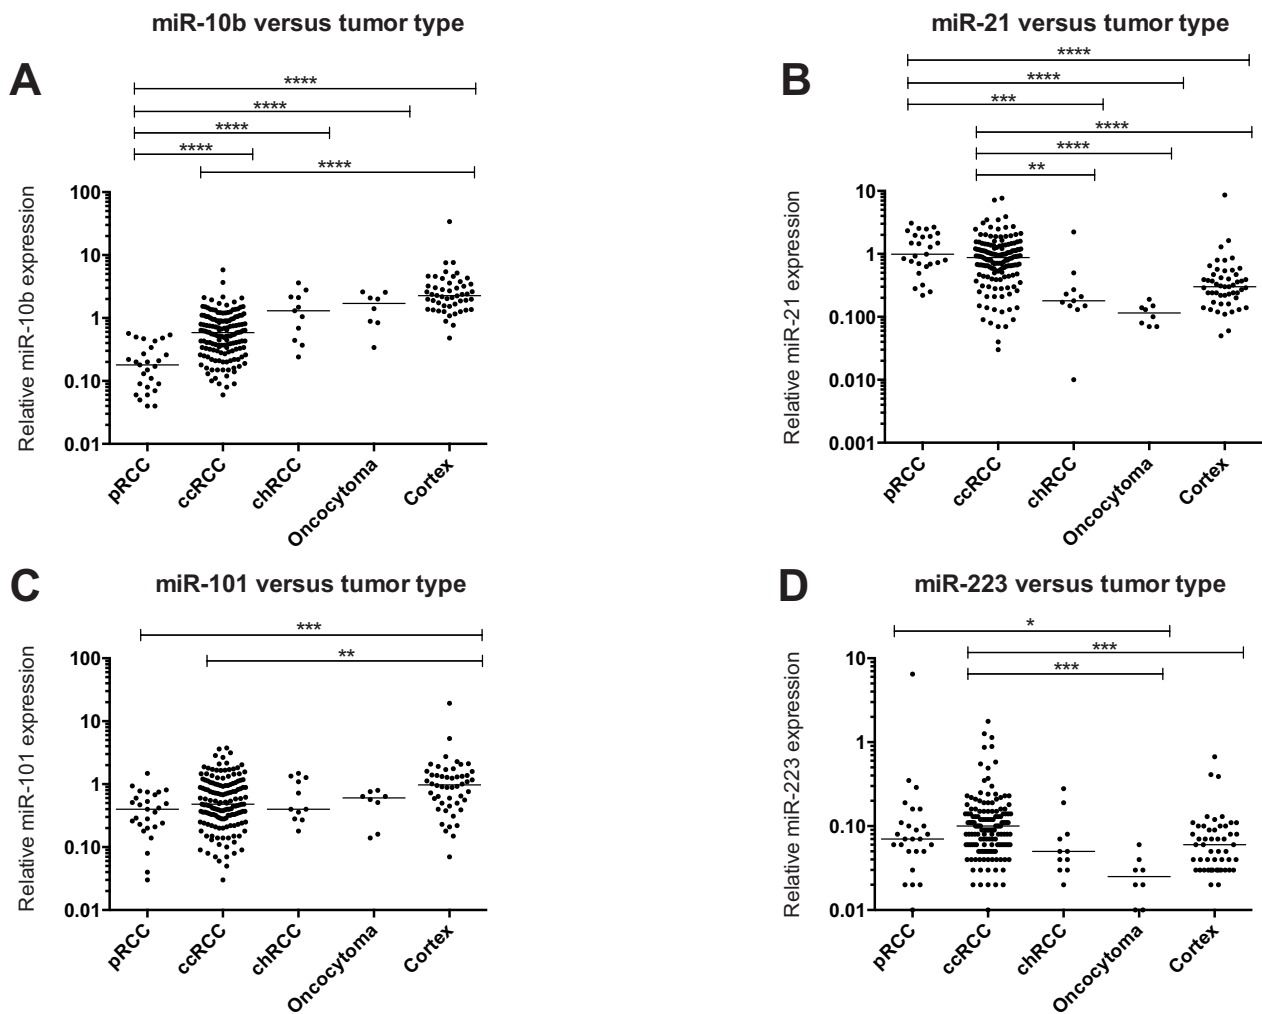 miR-10b versus tumor type
A
****
****
****
****
****
Relative miR-10b expression
100
10
1
0.10
0.01
pRCC
ccRCC
chRCC
Oncocytoma
Cortex
miR-21 versus tumor type
B
****
****
***
****
****
**
Relative miR-21 expression
10
1
0.100
0.010
0.001
pRCC
ccRCC
chRCC
Oncocytoma
Cortex
C
miR-101 versus tumor type
***
**
Relative miR-101 expression
100
10
1
0.10
0.01
pRCC
ccRCC
chRCC
Oncocytoma
Cortex
D
miR-223 versus tumor type
*
***
***
Relative miR-223 expression
10
1
0.10
0.01
pRCC
ccRCC
chRCC
Oncocytoma
Cortex